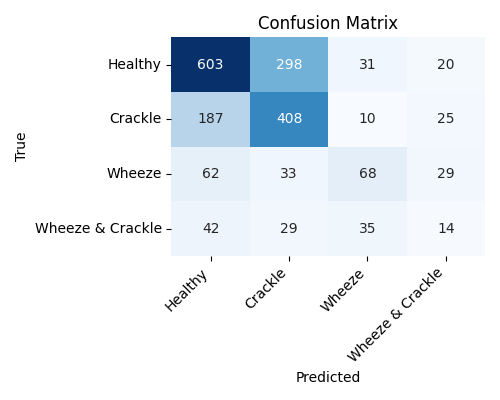 Confusion Matrix
True
Healthy 603 298 31 20
Crackle 187 408 10 25
Wheeze 62 33 68 29
Wheeze & Crackle 42 29 35 14
Healthy Crackle Wheeze Wheeze & Crackle
Predicted